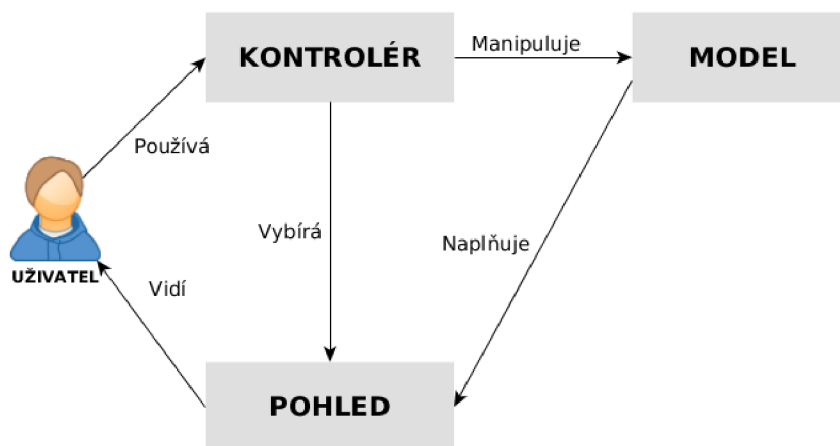 KONTROLÉR
Manipuluje
MODEL
Používá
Vybírá
Naplňuje
UŽIVATEL
Vidí
POHLED